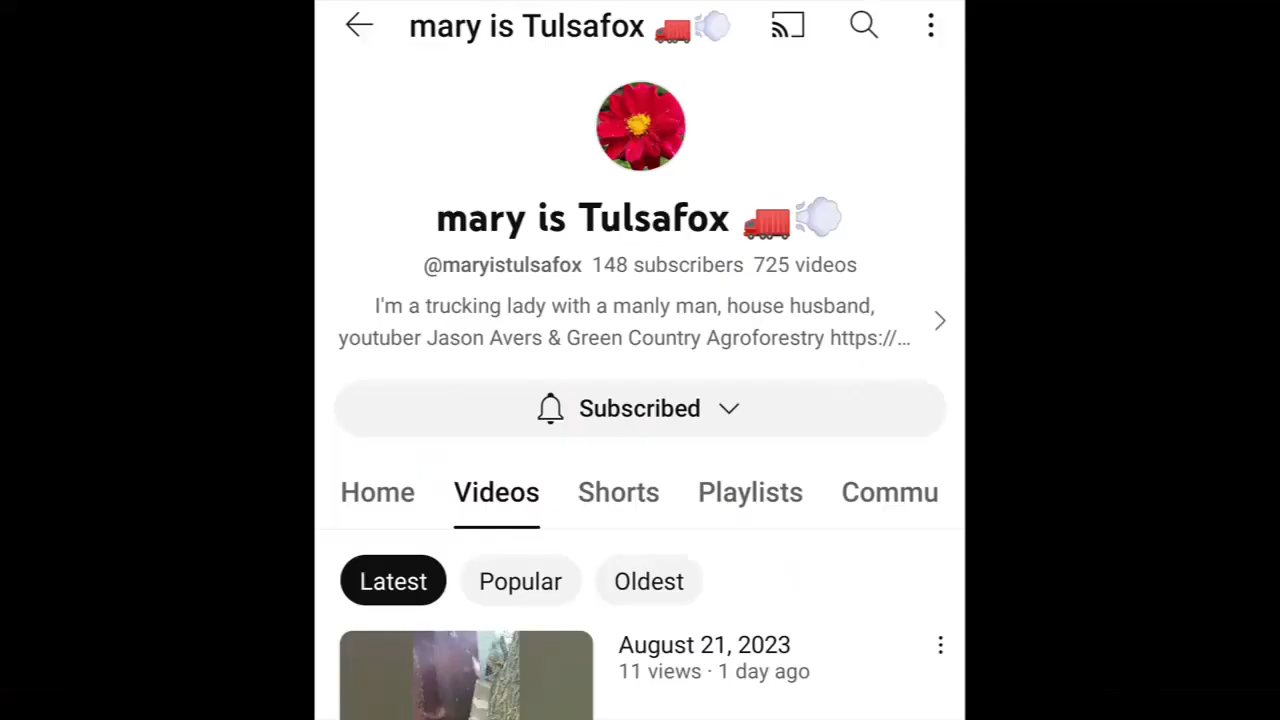 mary is Tulsafox 🚛💨
mary is Tulsafox 🚛💨
@maryistulsafox 148 subscribers 725 videos
I'm a trucking lady with a manly man, house husband,
youtuber Jason Avers & Green Country Agroforestry https://...
Subscribed
Home Videos Shorts Playlists Commu
Latest Popular Oldest
August 21, 2023
11 views · 1 day ago